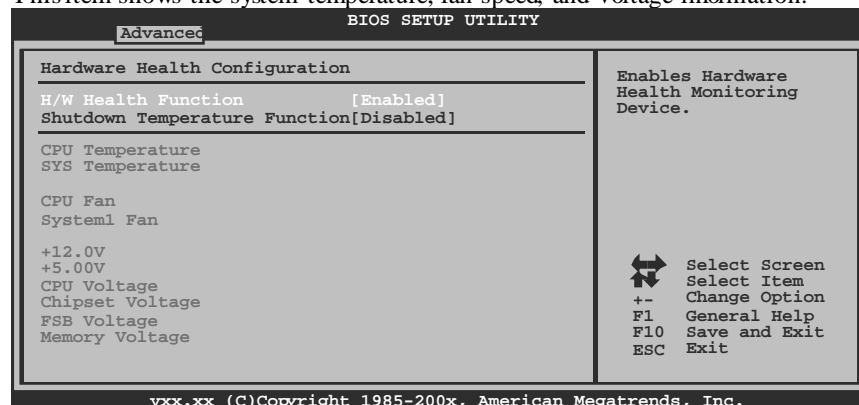 This item shows the system temperature, fan speed, and voltage information.
BIOS SETUP UTILITY
Advanced
Hardware Health Configuration
H/W Health Function [Enabled]
Shutdown Temperature Function[Disabled]
CPU Temperature
SYS Temperature
CPU Fan
System1 Fan
+12.0V
+5.00V
CPU Voltage
Chipset Voltage
FSB Voltage
Memory Voltage
Enables Hardware
Health Monitoring
Device.
Select Screen
Select Item
+- Change Option
F1 General Help
F10 Save and Exit
ESC Exit
vxx.xx (C)Copyright 1985-200x, American Megatrends, Inc.